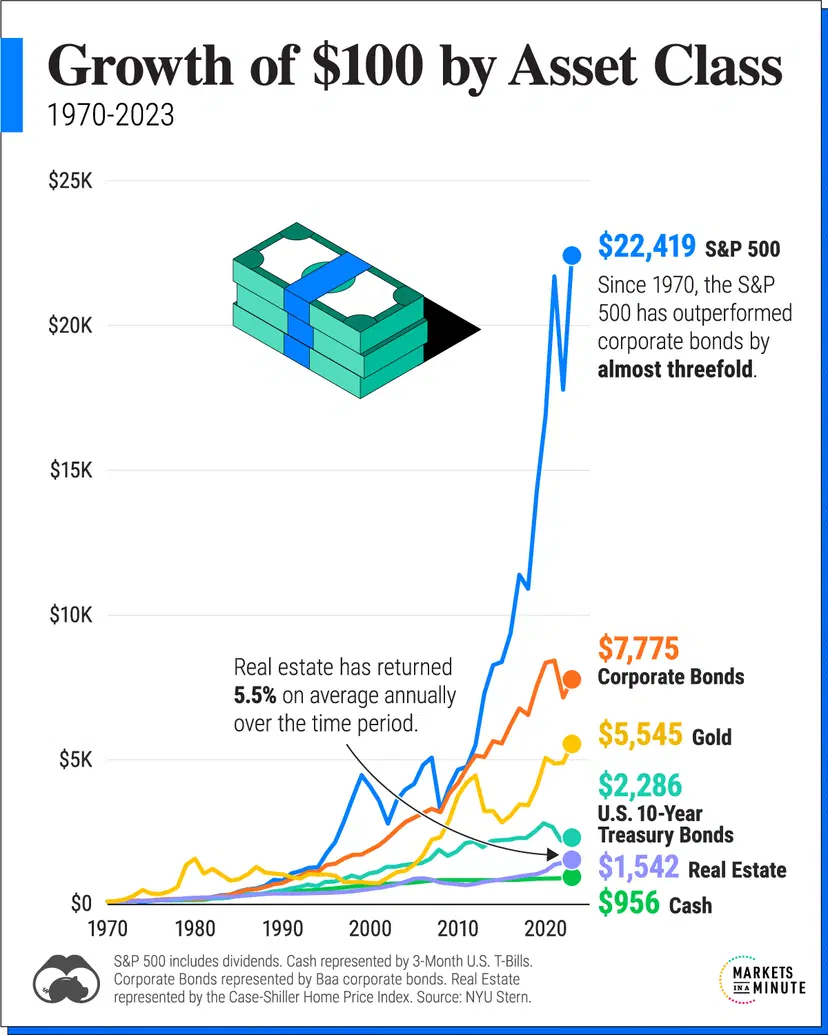 Growth of $100 by Asset Class
1970-2023
$25K
$22,419 S&P 500
Since 1970, the S&P
500 has outperformed
corporate bonds by
almost threefold.
$20K
$15K
$10K
$7,775
Corporate Bonds
Real estate has returned
5.5% on average annually
over the time period.
$5,545 Gold
$5K
$2,286
U.S. 10-Year
Treasury Bonds
$1,542 Real Estate
$956 Cash
$0
1970 1980 1990 2000 2010 2020
S&P 500 includes dividends. Cash represented by 3-Month U.S. T-Bills.
Corporate Bonds represented by Baa corporate bonds. Real Estate
represented by the Case-Shiller Home Price Index. Source: NYU Stern.
MARKETS
IN A MINUTE